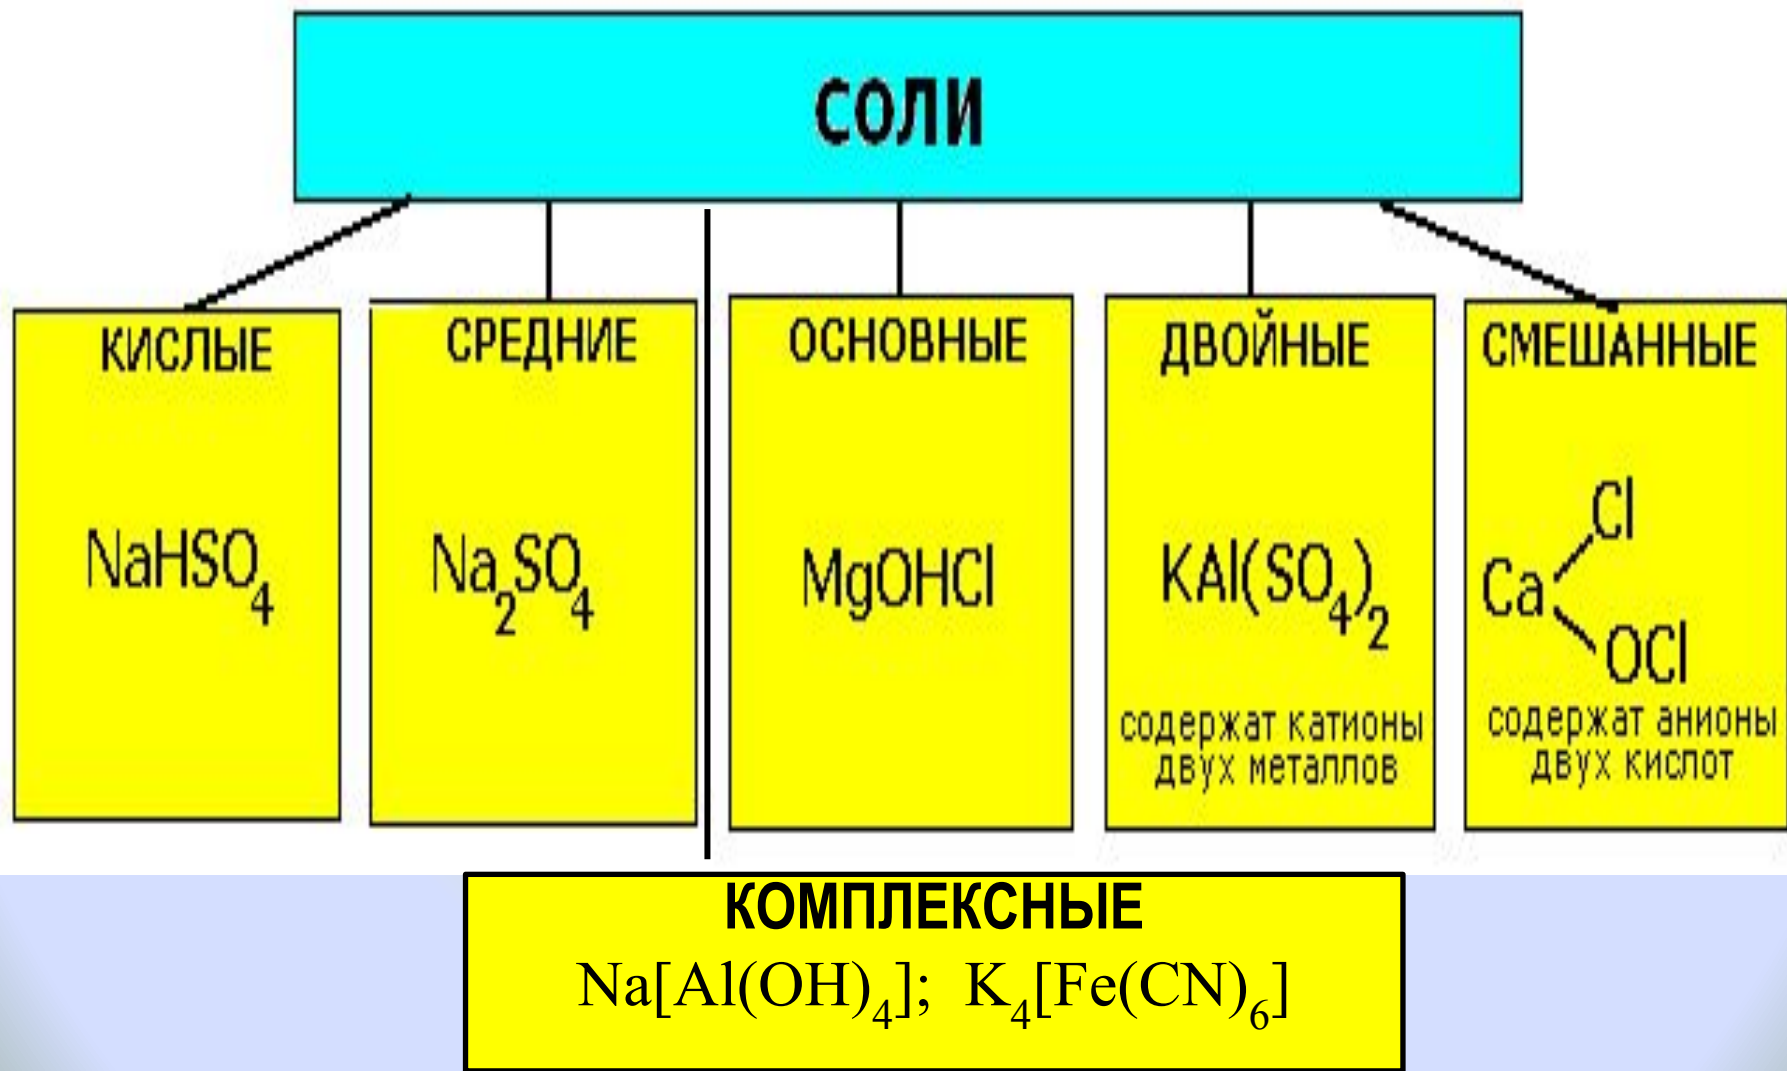 СОЛИ
КИСЛЫЕ
NaHSO₄
СРЕДНИЕ
Na₂SO₄
ОСНОВНЫЕ
MgOHCl
ДВОЙНЫЕ
KAl(SO₄)₂
содержат катионы
двух металлов
СМЕШАННЫЕ
Cl
Ca
OCl
содержат анионы
двух кислот
КОМПЛЕКСНЫЕ
Na[Al(OH)₄]; K₄[Fe(CN)₆]